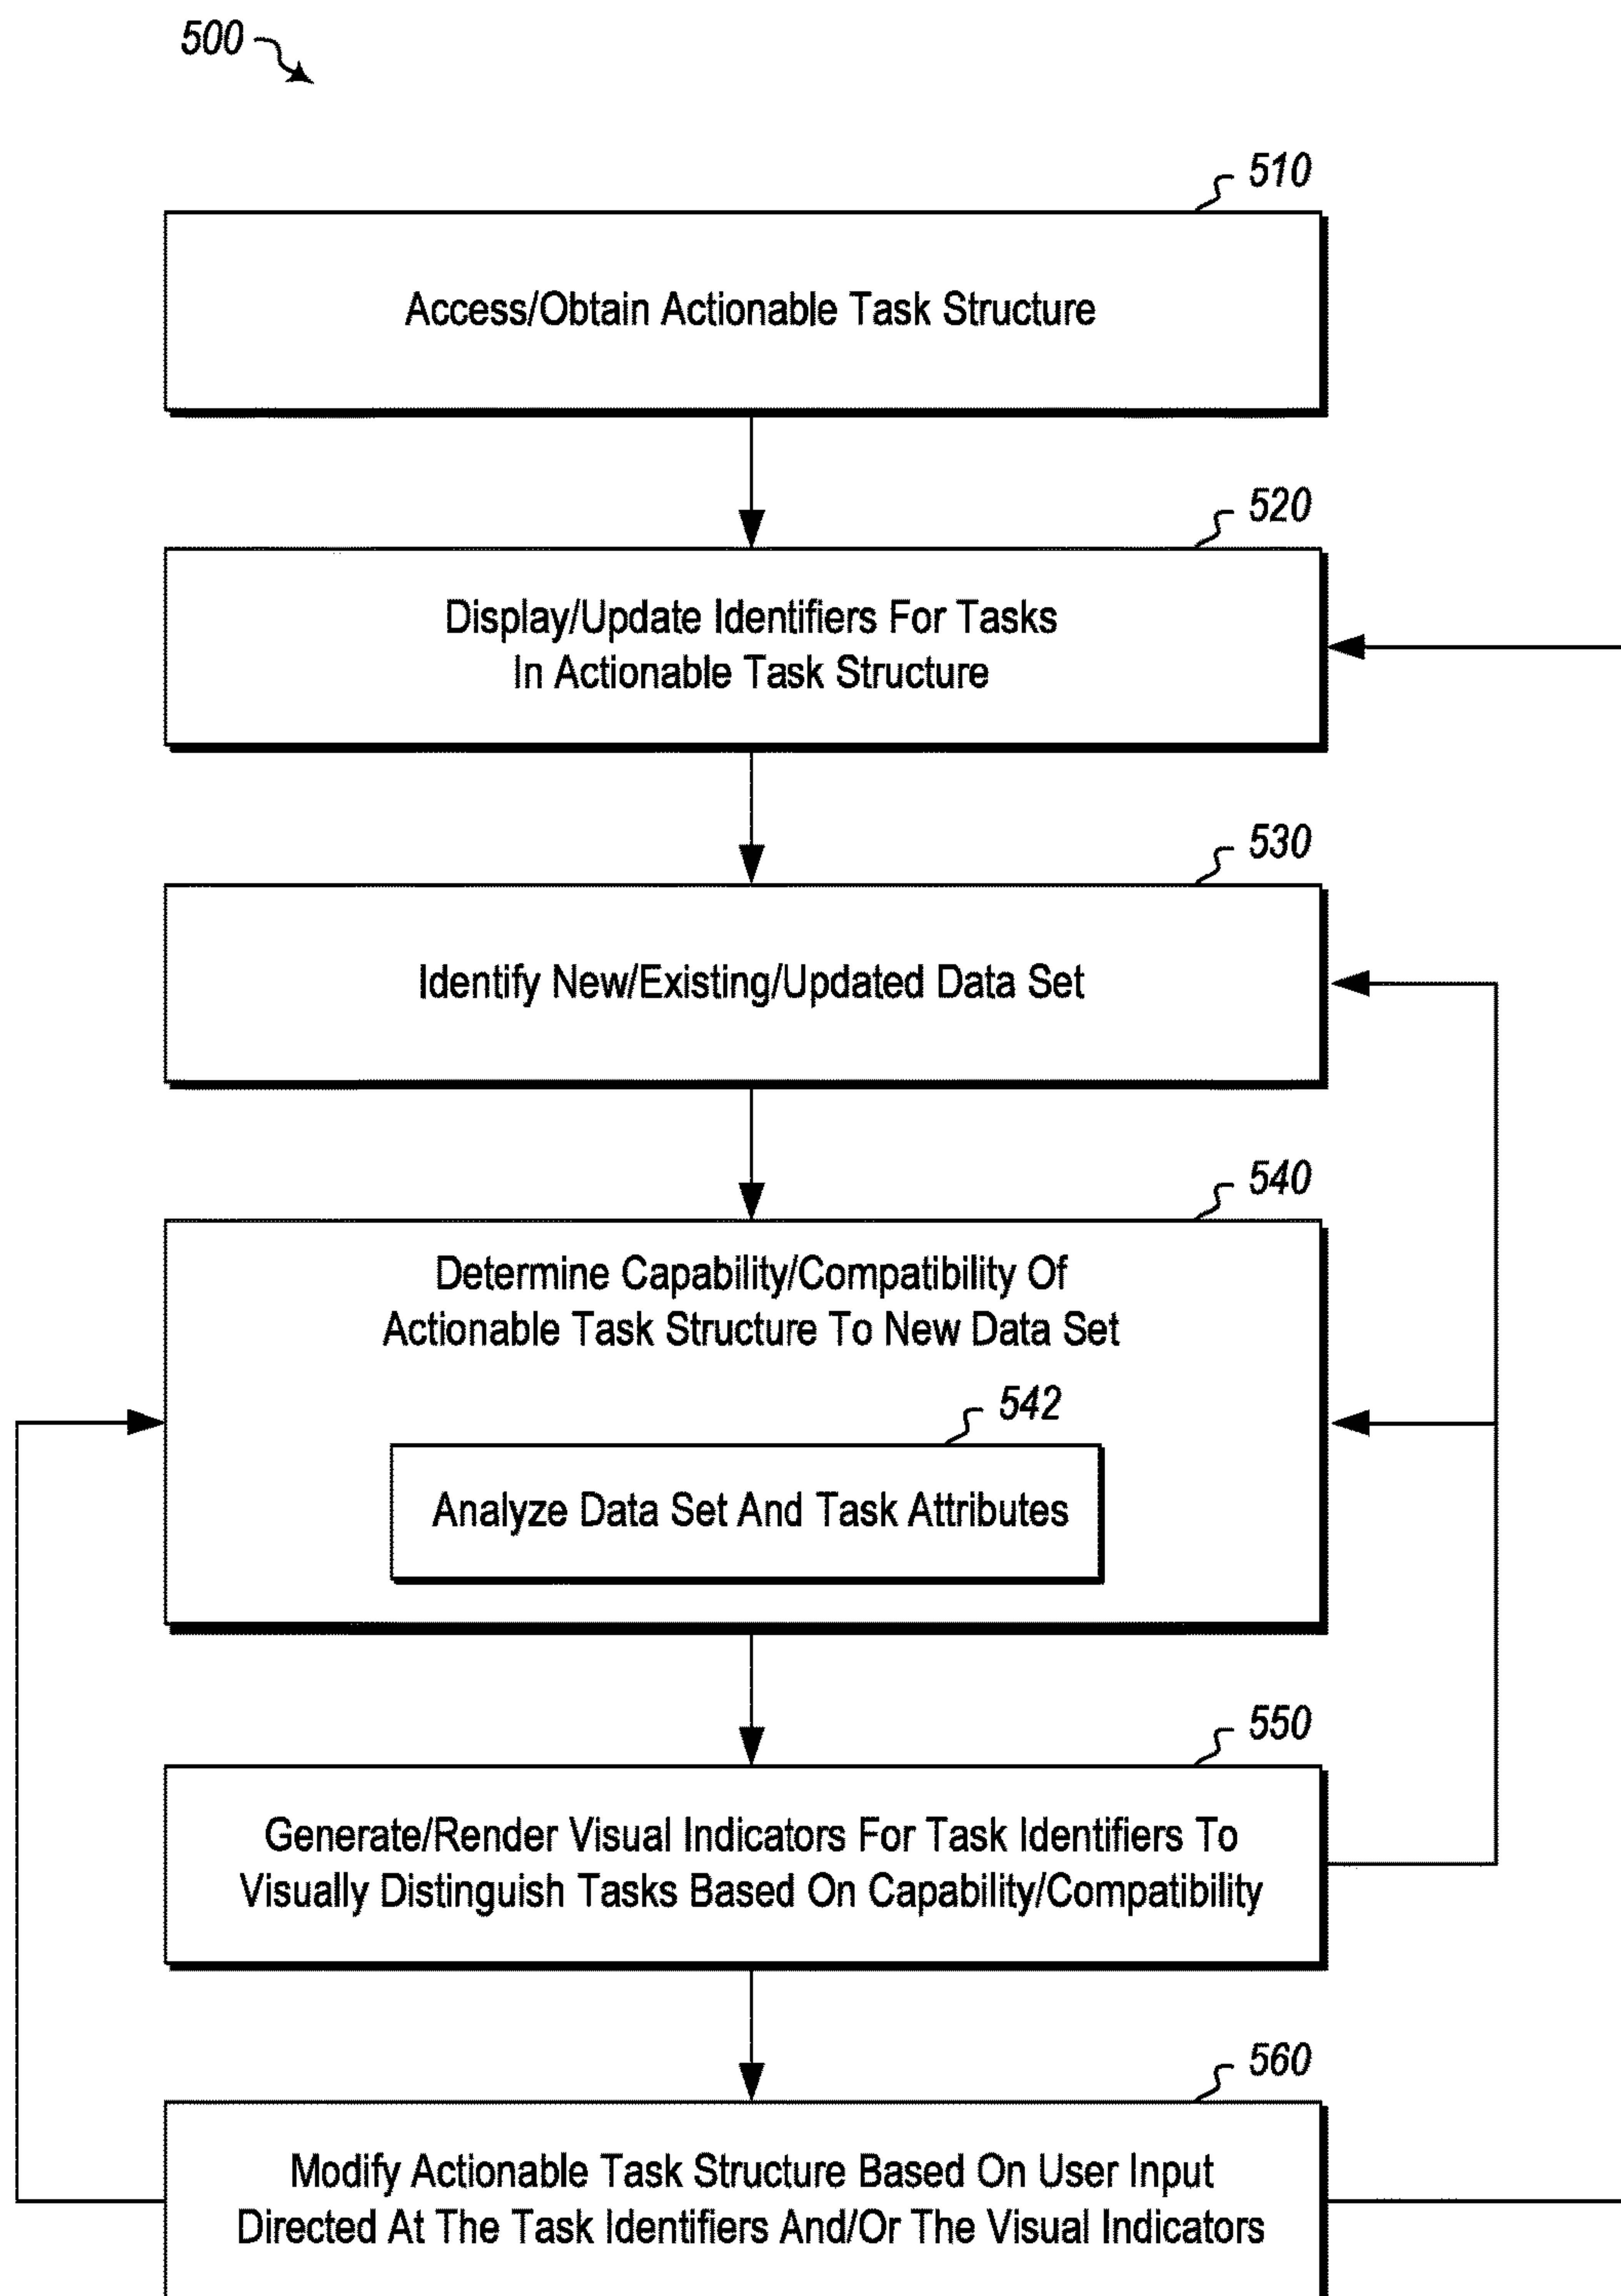 500
510
Access/Obtain Actionable Task Structure
520
Display/Update Identifiers For Tasks
In Actionable Task Structure
530
Identify New/Existing/Updated Data Set
540
Determine Capability/Compatibility Of
Actionable Task Structure To New Data Set
542
Analyze Data Set And Task Attributes
550
Generate/Render Visual Indicators For Task Identifiers To
Visually Distinguish Tasks Based On Capability/Compatibility
560
Modify Actionable Task Structure Based On User Input
Directed At The Task Identifiers And/Or The Visual Indicators